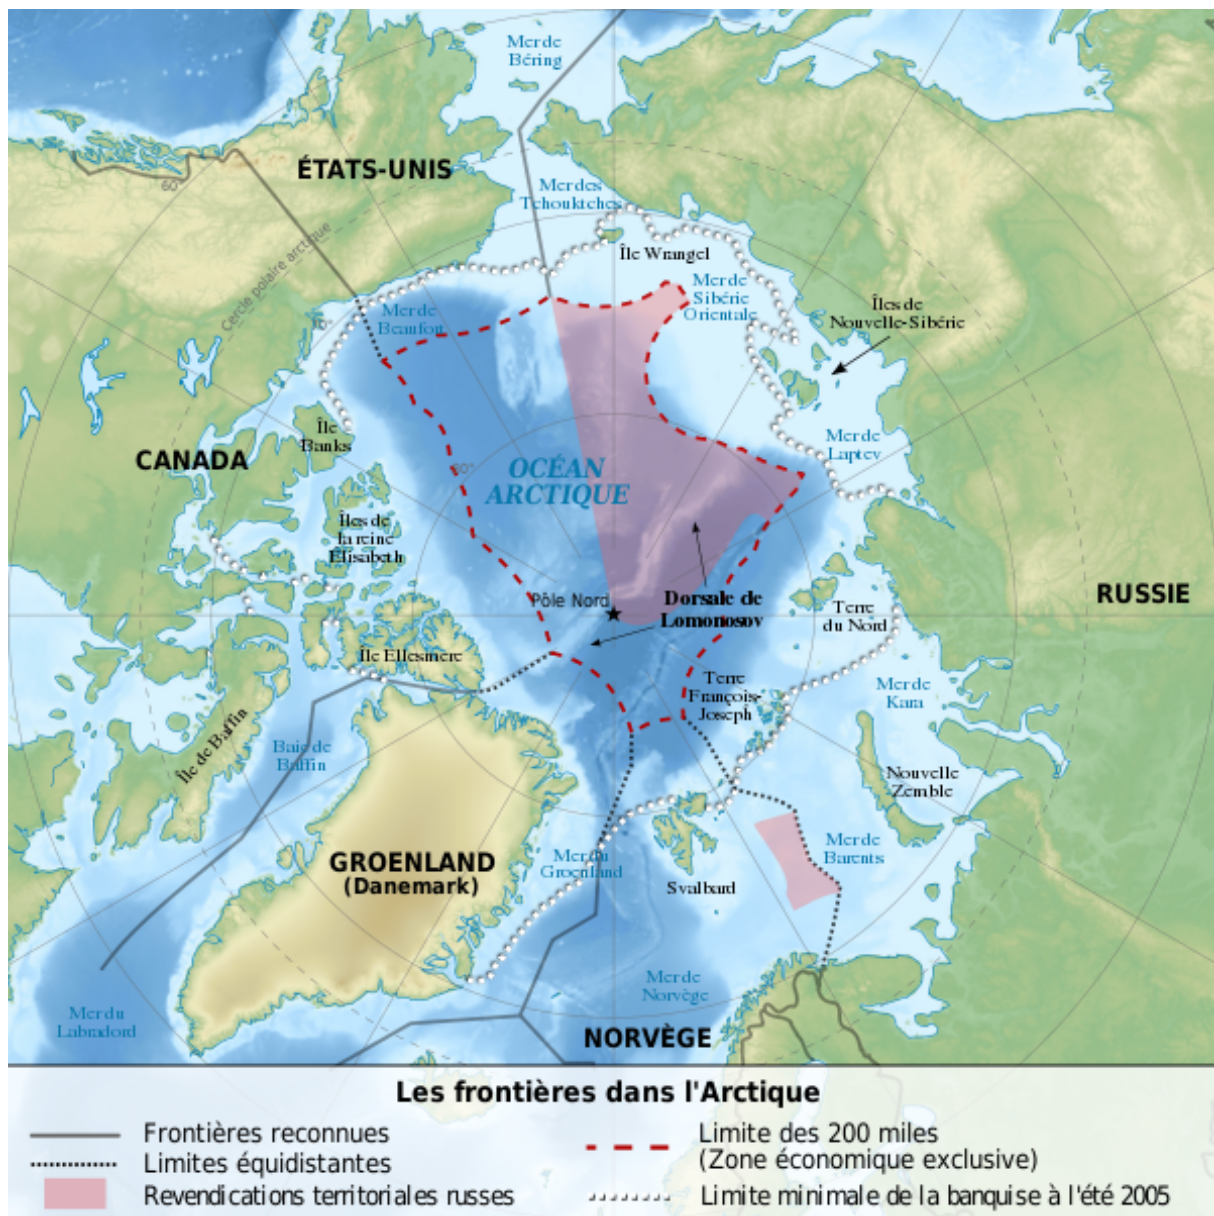 Mer de
Béring
ÉTATS-UNIS
60°
Mer des
Tchouktches
Cercle polaire arctique
Île Wrangel
Mer de
Sibérie
Orientale
Îles de
Nouvelle-Sibérie
70°
Mer de
Beaufort
Île
Banks
CANADA
80°
OCÉAN
ARCTIQUE
Mer de
Laptev
Îles de
la reine
Élisabeth
Pôle Nord
Dorsale de
Lomonosov
RUSSIE
Terre
du Nord
Île Ellesmere
Terre
François-
Joseph
Mer de
Kara
Île de Baffin
Baie de
Baffin
Nouvelle
Zemble
GROENLAND
(Danemark)
Mer du
Groenland
Svalbard
Mer de
Barents
Mer de
Norvège
Mer du
Labradord
NORVÈGE
Les frontières dans l'Arctique
Frontières reconnues
Limites équidistantes
Revendications territoriales russes
Limite des 200 miles
(Zone économique exclusive)
Limite minimale de la banquise à l'été 2005